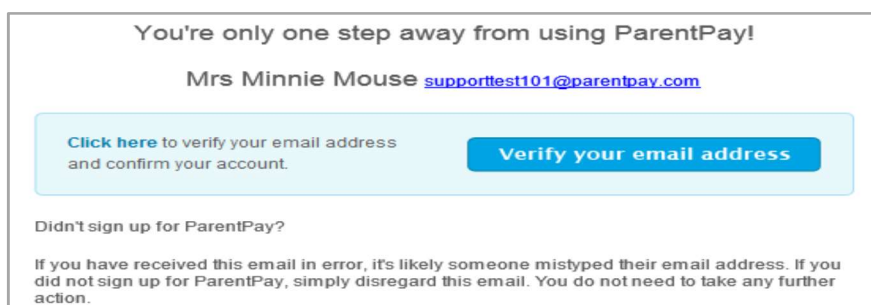 You're only one step away from using ParentPay!
Mrs Minnie Mouse supporttest101@parentpay.com
Click here to verify your email address
and confirm your account.
Verify your email address
Didn't sign up for ParentPay?
If you have received this email in error, it's likely someone mistyped their email address. If you
did not sign up for ParentPay, simply disregard this email. You do not need to take any further
action.